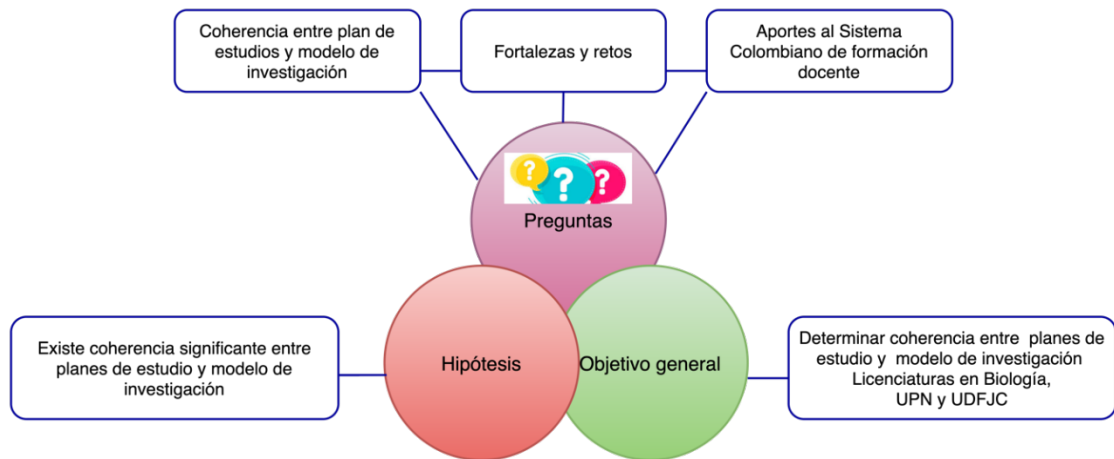 Coherencia entre plan de
estudios y modelo de
investigación
Fortalezas y retos
Aportes al Sistema
Colombiano de formación
docente
? ? ?
Preguntas
Existe coherencia significante entre
planes de estudio y modelo de
investigación
Hipótesis
Objetivo general
Determinar coherencia entre planes de
estudio y modelo de investigación
Licenciaturas en Biología,
UPN y UDFJC